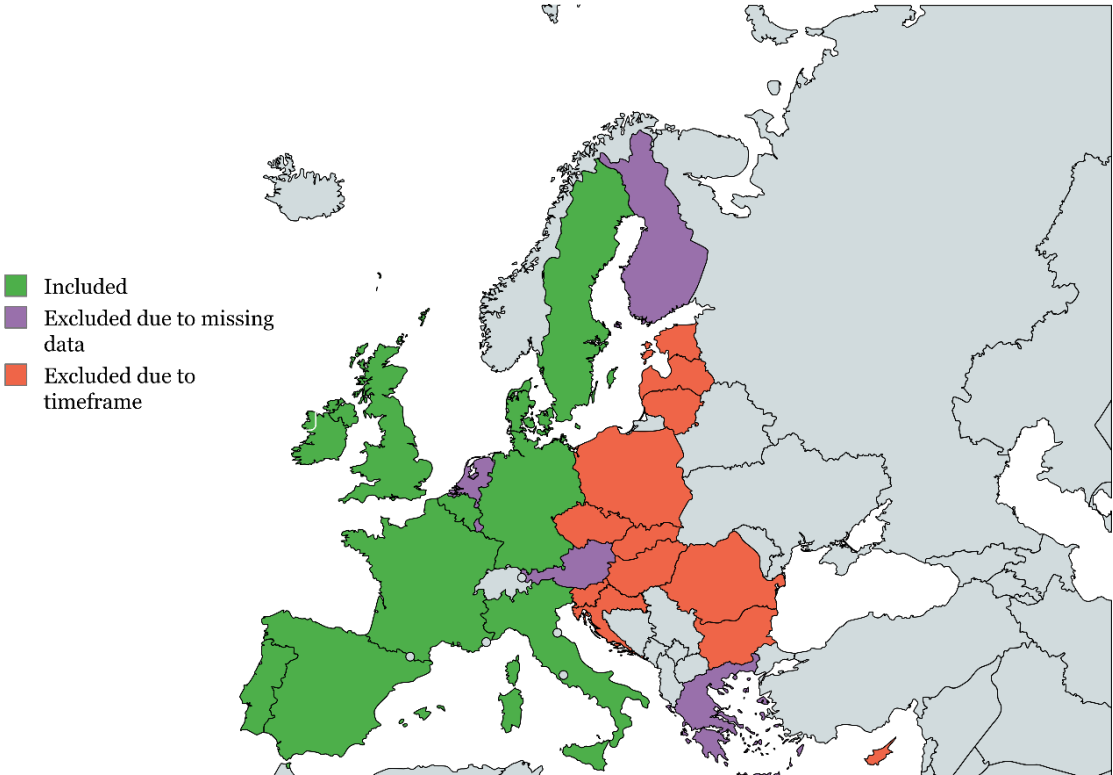 Included
Excluded due to missing
data
Excluded due to
timeframe